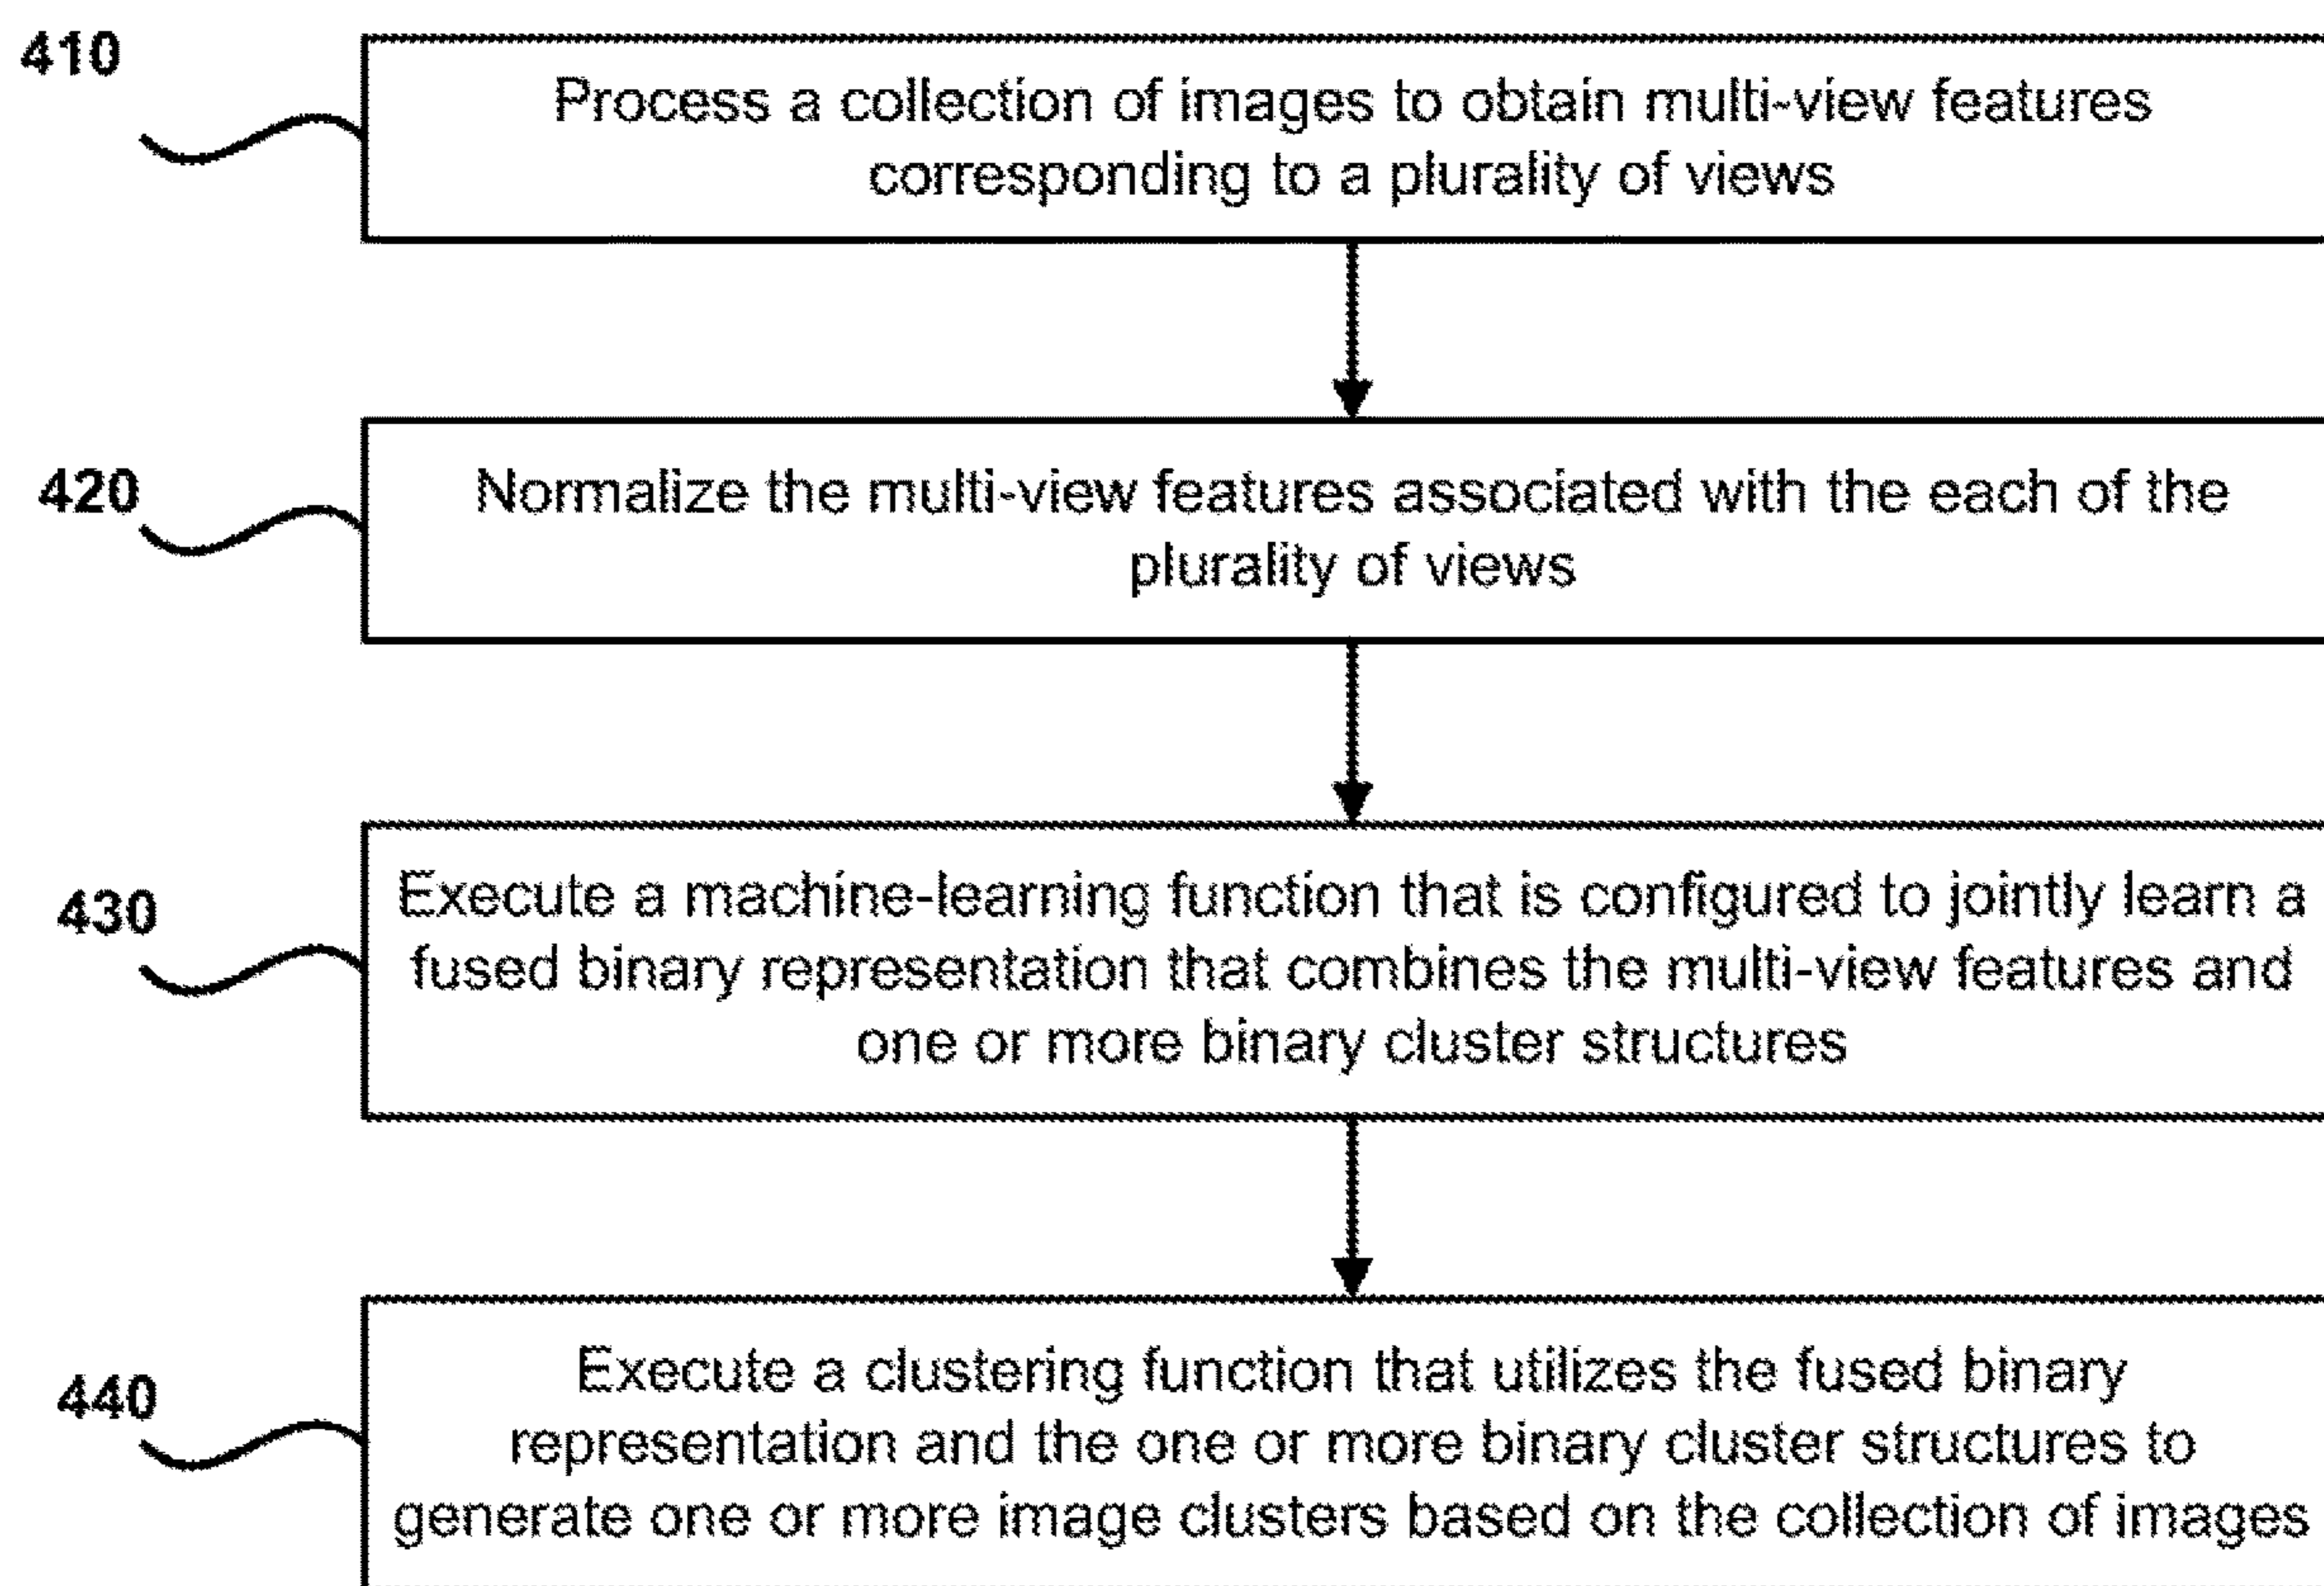 410
Process a collection of images to obtain multi-view features
corresponding to a plurality of views
420
Normalize the multi-view features associated with the each of the
plurality of views
430
Execute a machine-learning function that is configured to jointly learn a
fused binary representation that combines the multi-view features and
one or more binary cluster structures
440
Execute a clustering function that utilizes the fused binary
representation and the one or more binary cluster structures to
generate one or more image clusters based on the collection of images